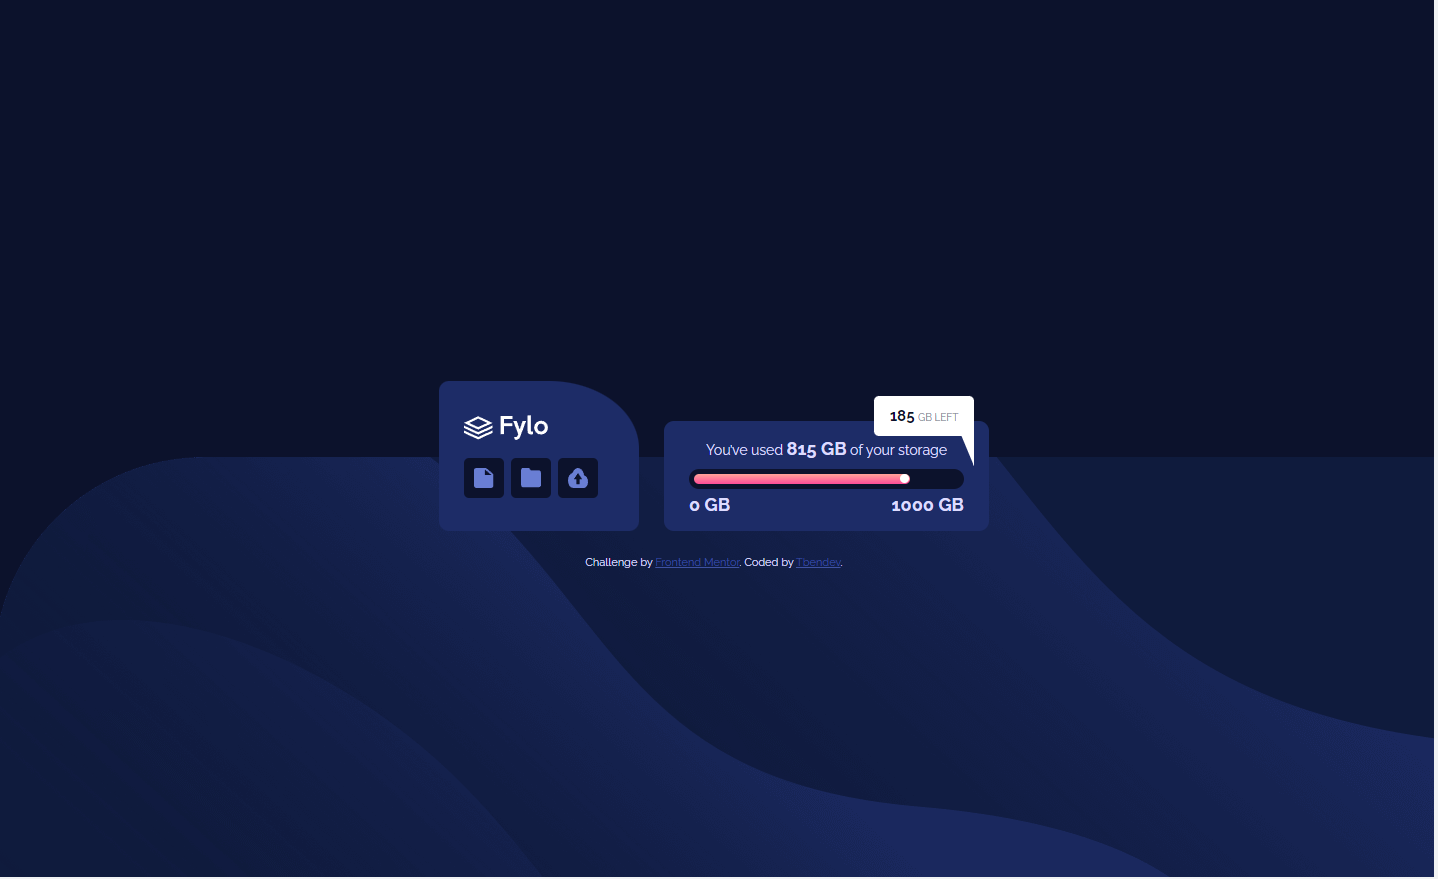 Fylo
185 GB LEFT
You've used 815 GB of your storage
0 GB
1000 GB
Challenge by Frontend Mentor. Coded by Tbendev.